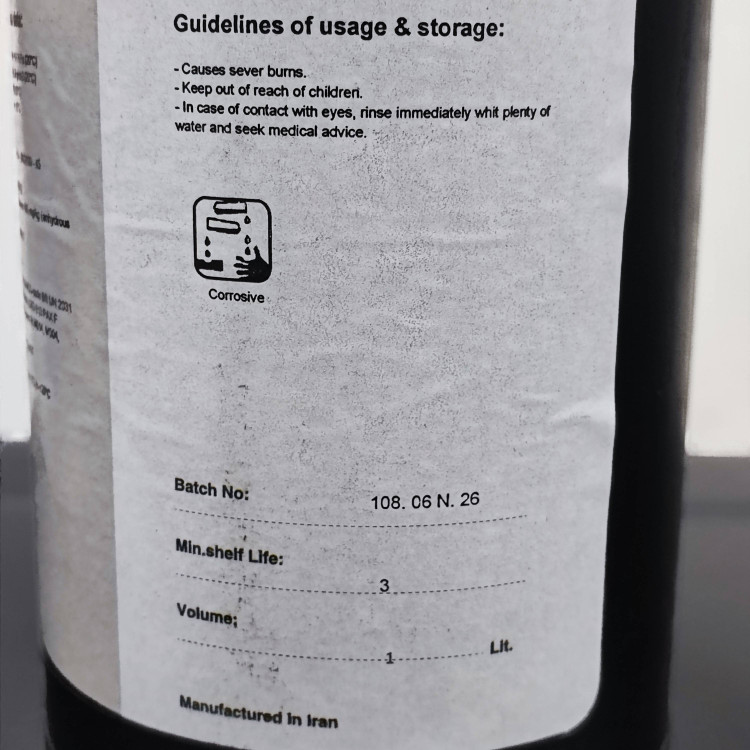 Guidelines of usage & storage:
- Causes sever burns.
- Keep out of reach of children.
- In case of contact with eyes, rinse immediately whit plenty of
water and seek medical advice.
Corrosive
Batch No: 108. 06 N. 26
Min.shelf Life: 3
Volume: 1 Lit.
Manufactured in Iran